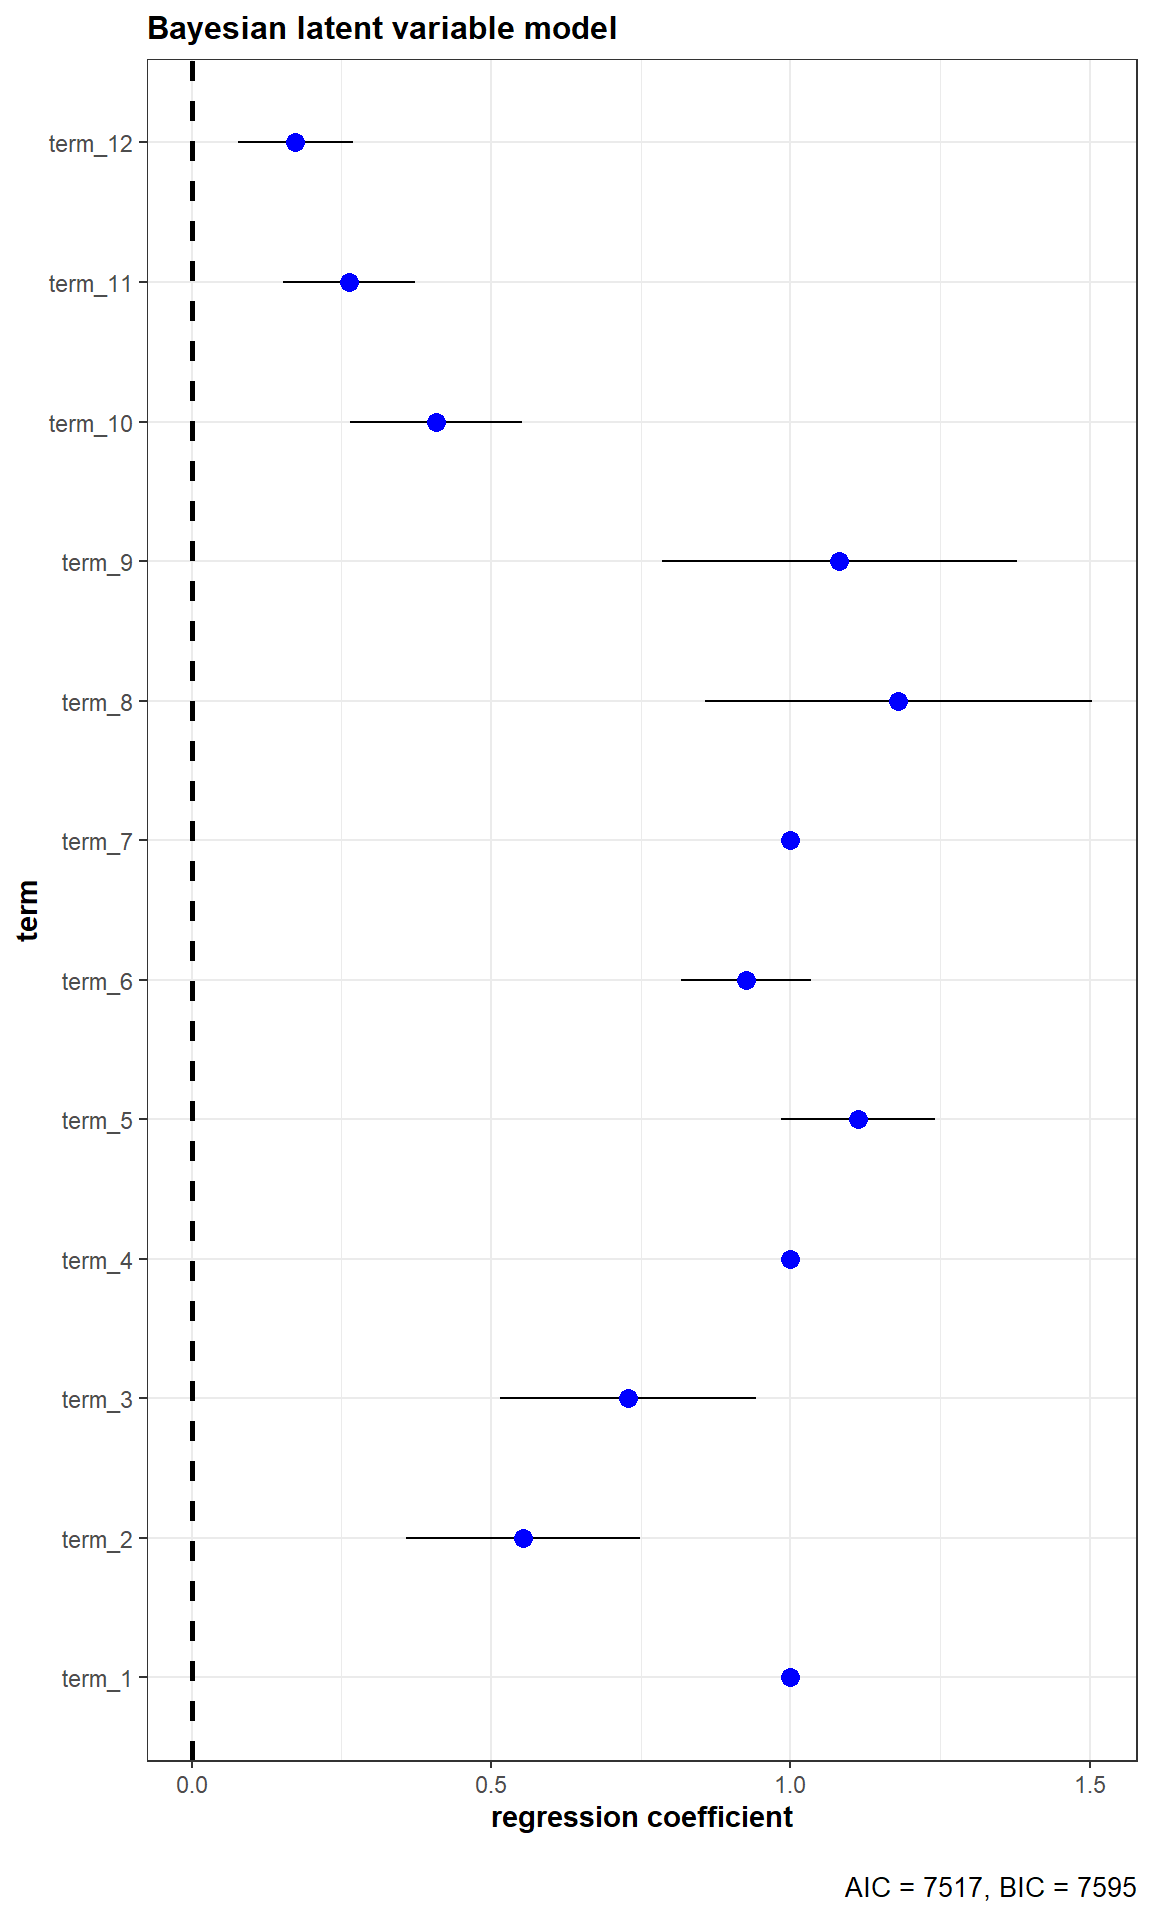 Bayesian latent variable model
term_12
term_11
term_10
term_9
term_8
term_7
term_6
term_5
term_4
term_3
term_2
term_1
term
0.0 0.5 1.0 1.5
regression coefficient
AIC = 7517, BIC = 7595